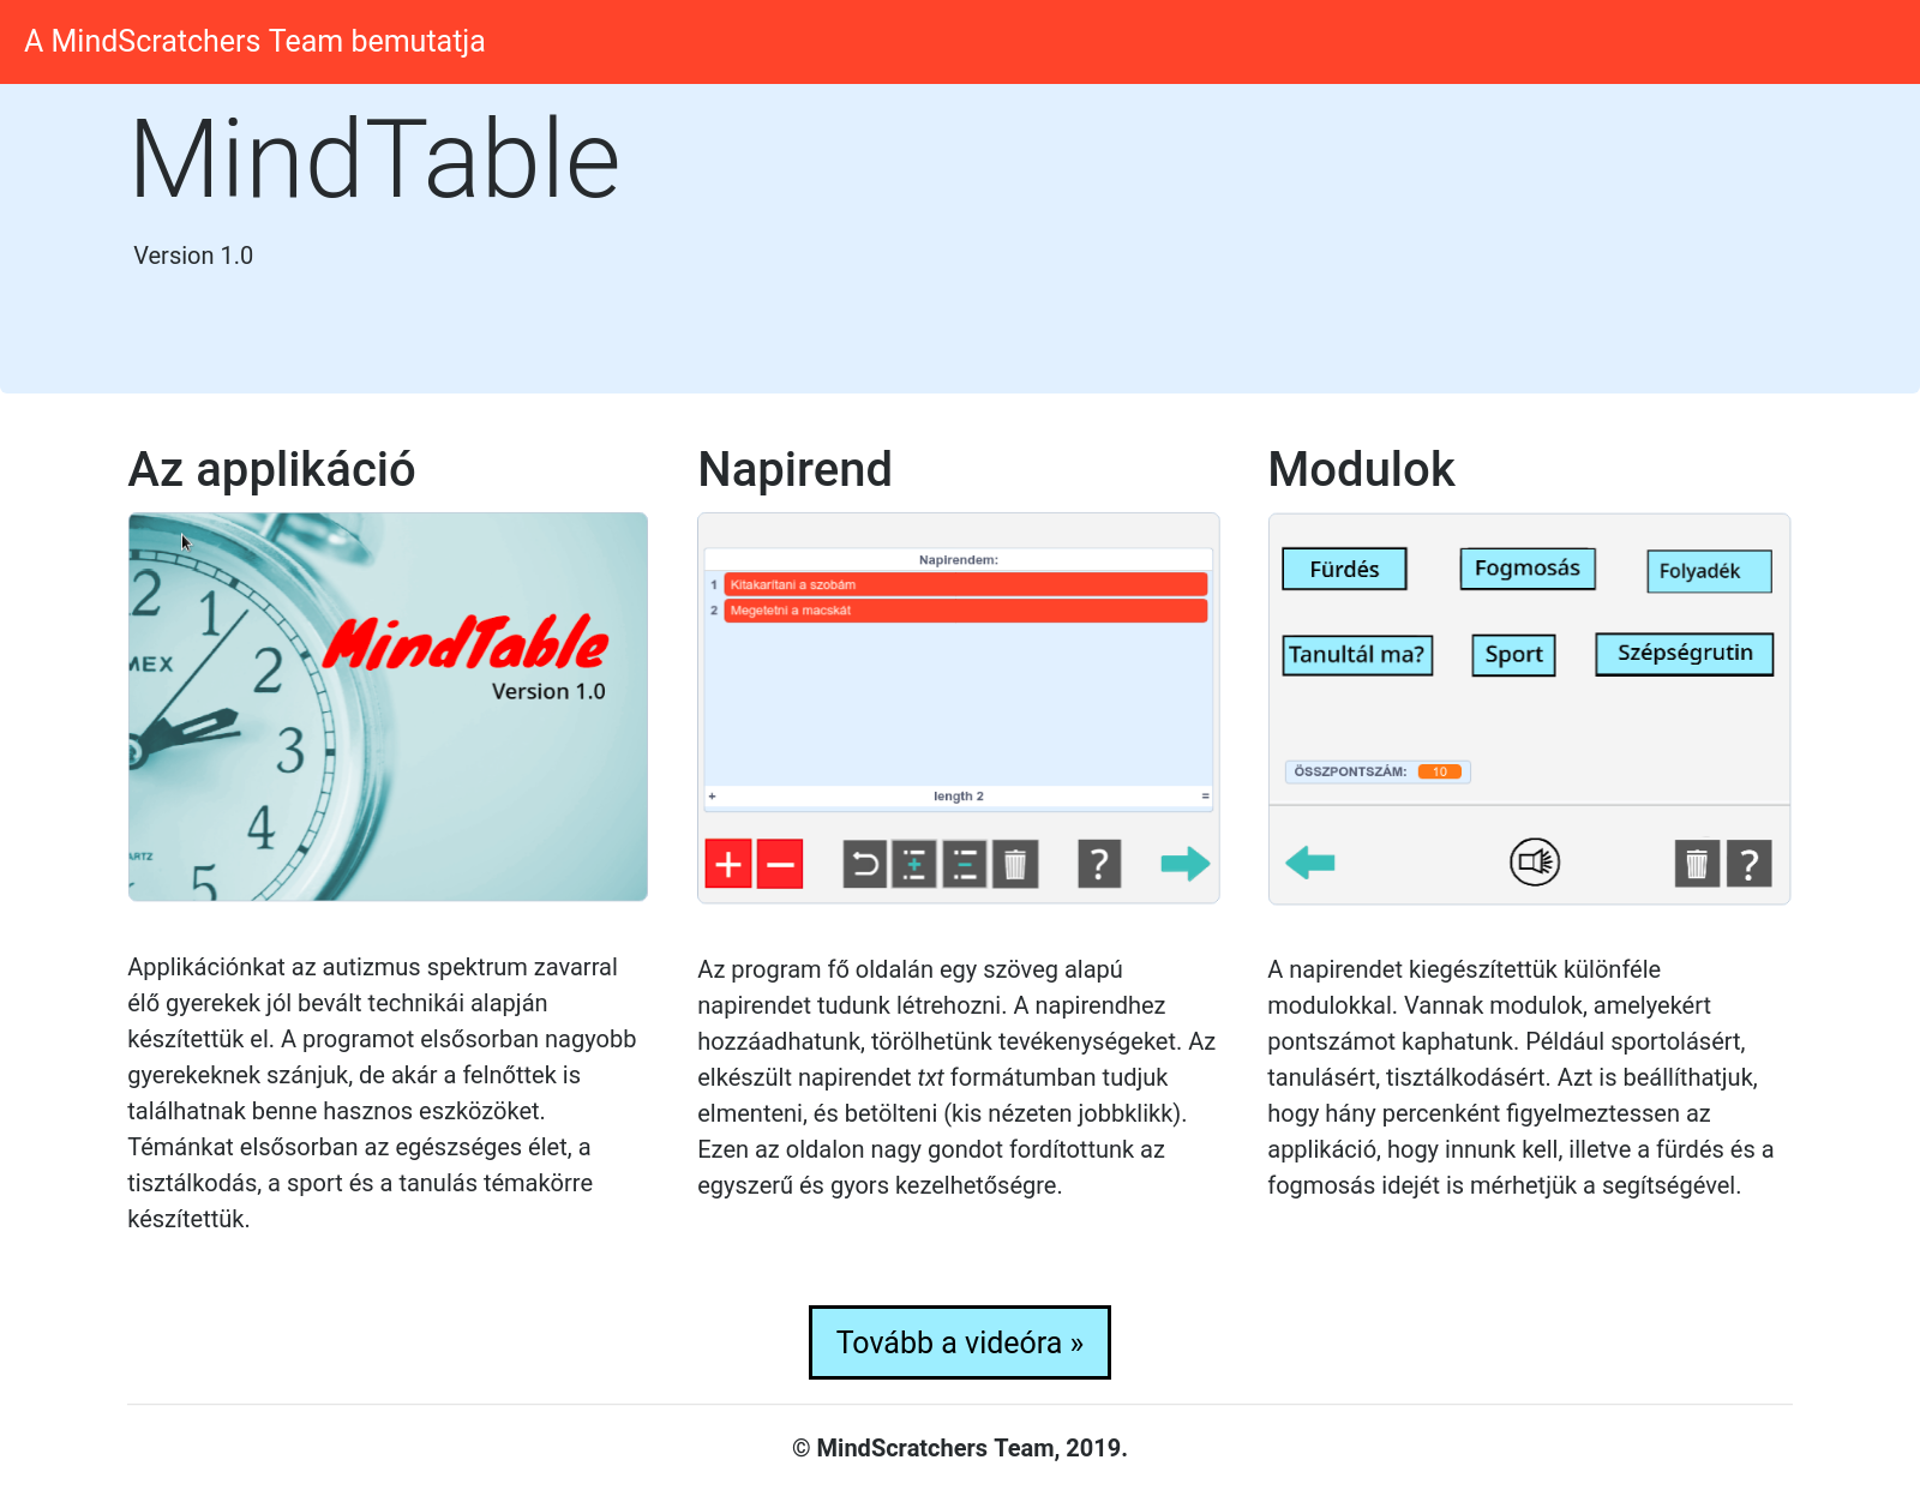 A MindScratchers Team bemutatja
MindTable
Version 1.0
Az applikáció
2
1
2
3
4
5
MEX
ARTZ
MindTable
Version 1.0
Applikációnkat az autizmus spektrum zavarral
élő gyerekek jól bevált technikái alapján
készítettük el. A programot elsősorban nagyobb
gyerekeknek szánjuk, de akár a felnőttek is
találhatnak benne hasznos eszközöket.
Témánkat elsősorban az egészséges élet, a
tisztálkodás, a sport és a tanulás témakörre
készítettük.
Napirend
Napirendem:
1 Kitakarítani a szobám
2 Megetetni a macskát
+ length 2 =
?
Az program fő oldalán egy szöveg alapú
napirendet tudunk létrehozni. A napirendhez
hozzáadhatunk, törölhetünk tevékenységeket. Az
elkészült napirendet txt formátumban tudjuk
elmenteni, és betölteni (kis nézeten jobbklikk).
Ezen az oldalon nagy gondot fordítottunk az
egyszerű és gyors kezelhetőségre.
Modulok
Fürdés Fogmosás Folyadék
Tanultál ma? Sport Szépségrutin
ÖSSZPONTSZÁM: 10
?
A napirendet kiegészítettük különféle
modulokkal. Vannak modulok, amelyekért
pontszámot kaphatunk. Például sportolásért,
tanulásért, tisztálkodásért. Azt is beállíthatjuk,
hogy hány percenként figyelmeztessen az
applikáció, hogy innunk kell, illetve a fürdés és a
fogmosás idejét is mérhetjük a segítségével.
Tovább a videóra »
© MindScratchers Team, 2019.